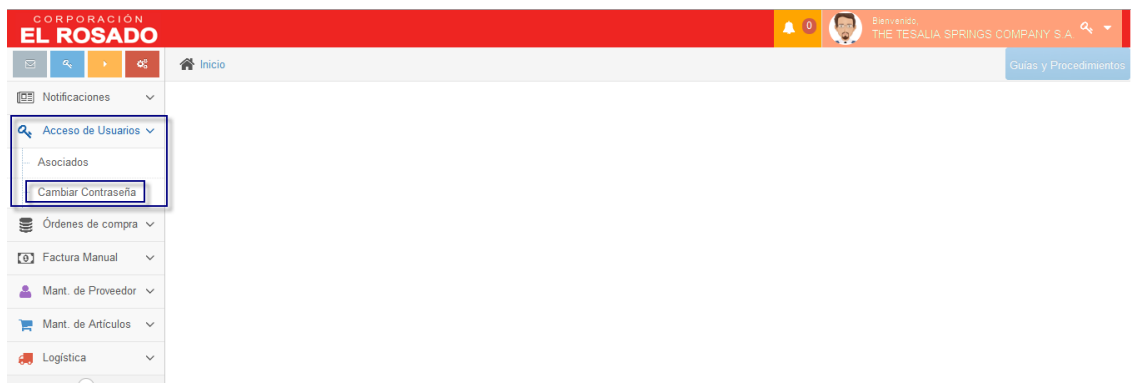 CORPORACIÓN
EL ROSADO
0
Bienvenido,
THE TESALIA SPRINGS COMPANY S.A.
Inicio
Guías y Procedimientos
Notificaciones
Acceso de Usuarios
Asociados
Cambiar Contraseña
Órdenes de compra
Factura Manual
Mant. de Proveedor
Mant. de Artículos
Logística